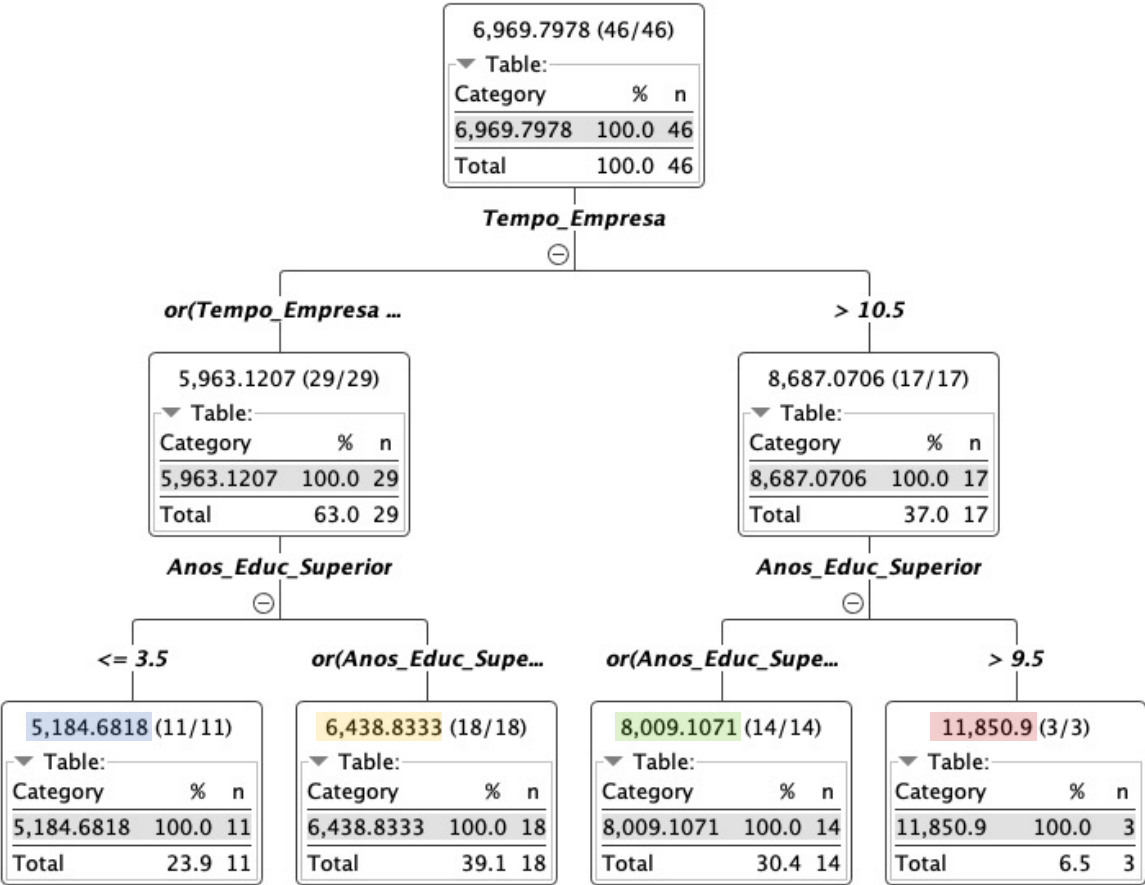 6,969.7978 (46/46)
Table:
Category % n
6,969.7978 100.0 46
Total 100.0 46
Tempo_Empresa
or(Tempo_Empresa ...
> 10.5
5,963.1207 (29/29)
Table:
Category % n
5,963.1207 100.0 29
Total 63.0 29
Anos_Educ_Superior
8,687.0706 (17/17)
Table:
Category % n
8,687.0706 100.0 17
Total 37.0 17
Anos_Educ_Superior
<= 3.5
or(Anos_Educ_Supe...
or(Anos_Educ_Supe...
> 9.5
5,184.6818 (11/11)
Table:
Category % n
5,184.6818 100.0 11
Total 23.9 11
6,438.8333 (18/18)
Table:
Category % n
6,438.8333 100.0 18
Total 39.1 18
8,009.1071 (14/14)
Table:
Category % n
8,009.1071 100.0 14
Total 30.4 14
11,850.9 (3/3)
Table:
Category % n
11,850.9 100.0 3
Total 6.5 3